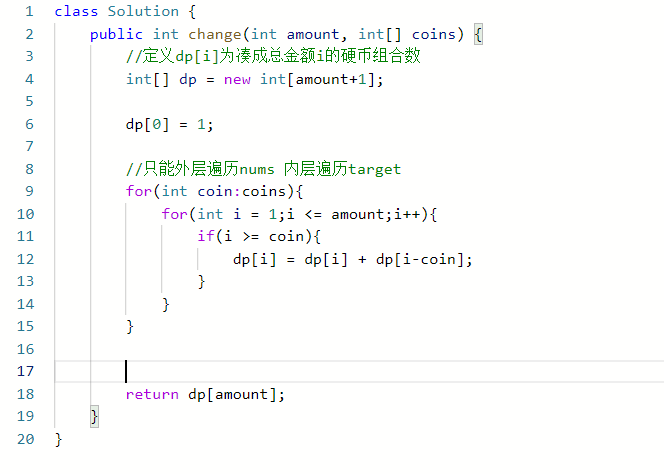 1 class Solution {
2 public int change(int amount, int[] coins) {
3 //定义dp[i]为凑成总金额i的硬币组合数
4 int[] dp = new int[amount+1];
5
6 dp[0] = 1;
7
8 //只能外层遍历nums 内层遍历target
9 for(int coin:coins){
10 for(int i = 1;i <= amount;i++){
11 if(i >= coin){
12 dp[i] = dp[i] + dp[i-coin];
13 }
14 }
15 }
16
17
18 return dp[amount];
19 }
20 }